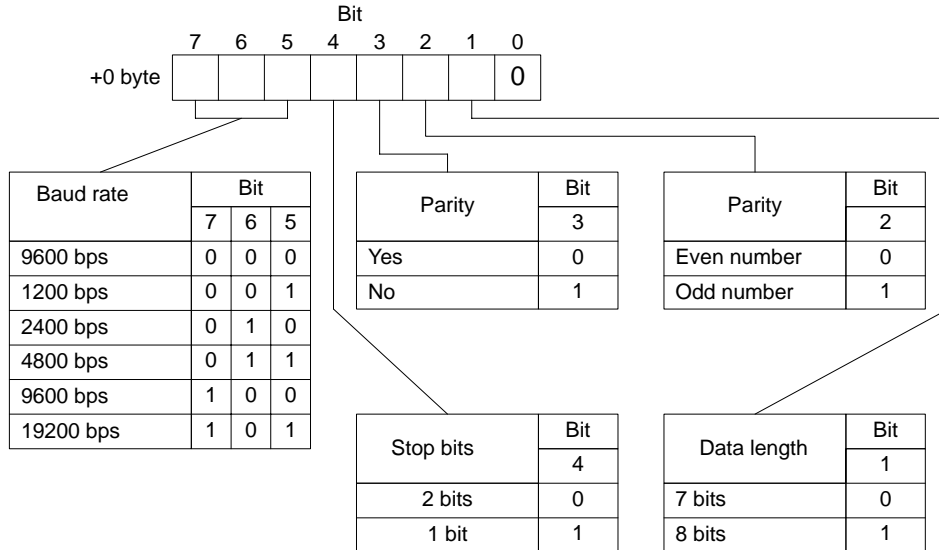 Bit
7 6 5 4 3 2 1 0
+0 byte 0
Baud rate Bit
7 6 5
9600 bps 0 0 0
1200 bps 0 0 1
2400 bps 0 1 0
4800 bps 0 1 1
9600 bps 1 0 0
19200 bps 1 0 1
Parity Bit
3
Yes 0
No 1
Parity Bit
2
Even number 0
Odd number 1
Stop bits Bit
4
2 bits 0
1 bit 1
Data length Bit
1
7 bits 0
8 bits 1